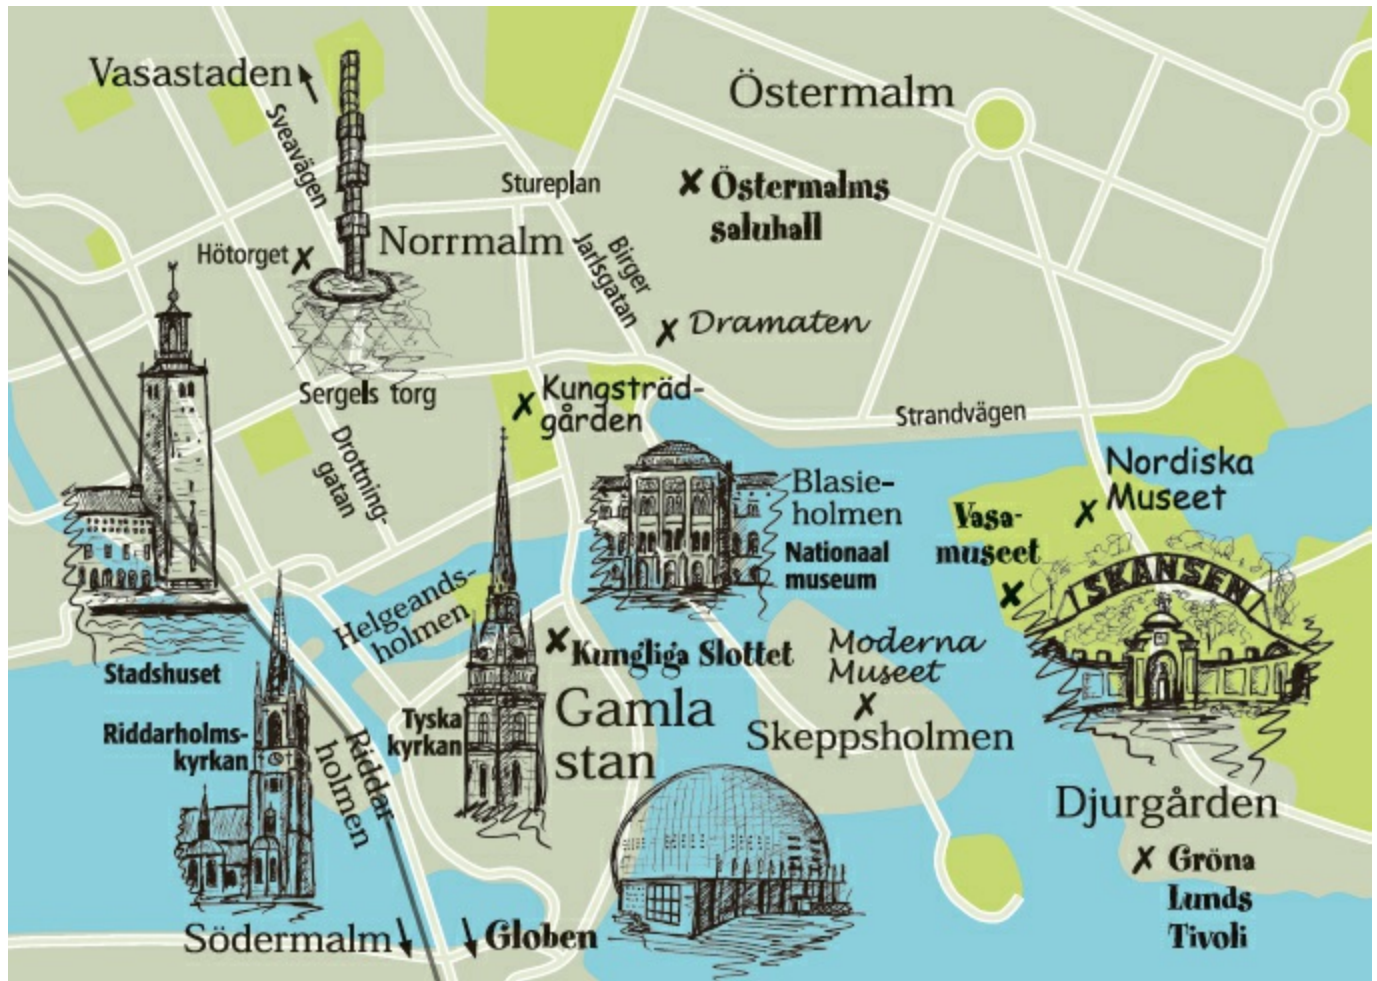 Vasastaden
Östermalm
Sveavägen
Stureplan
Östermalms
saluhall
Hötorget
Norrmalm
Birger
Jarlsgatan
Dramaten
Sergels torg
Kungsträd-
gården
Strandvägen
Drottning-
gatan
Nordiska
Museet
Blasie-
holmen
Vasa-
museet
Nationaal
museum
SKANSEN
Helgeands-
holmen
Kungliga Slottet
Moderna
Museet
Stadshuset
Gamla
stan
Tyska
kyrkan
Riddarholms-
kyrkan
Riddar-
holmen
Skeppsholmen
Djurgården
Gröna
Lunds
Tivoli
Södermalm
Globen